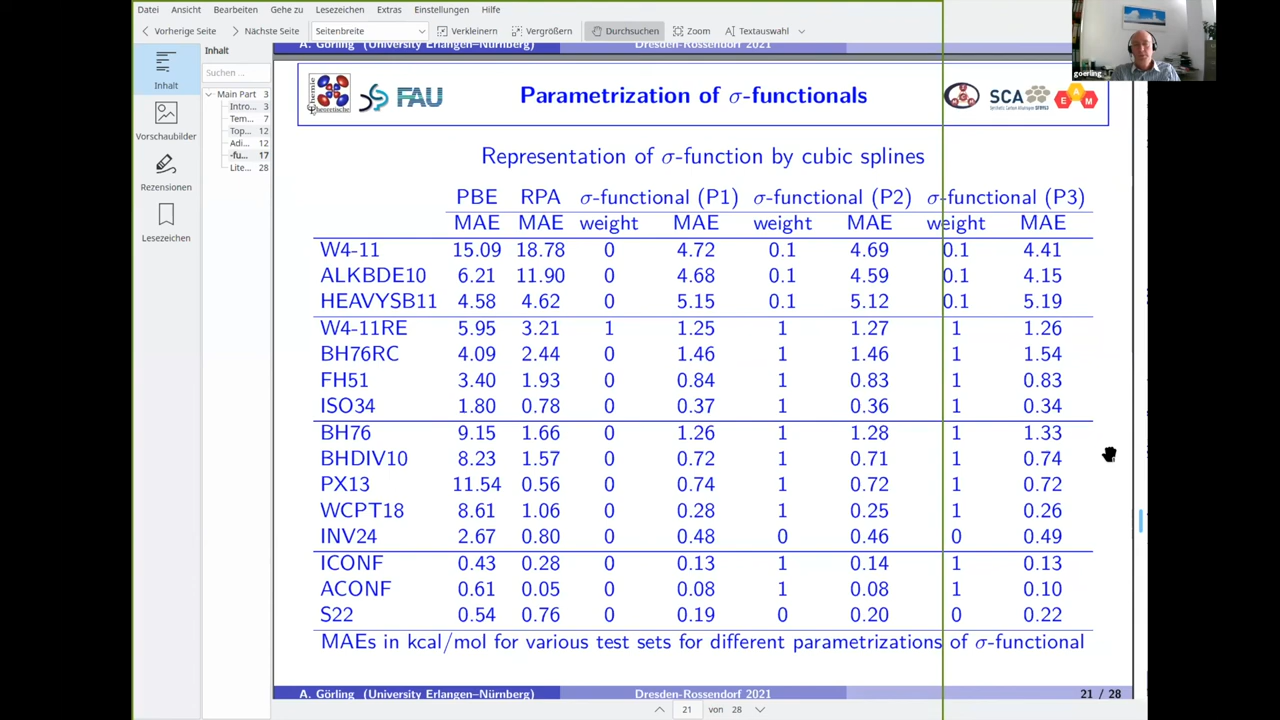 Datei Ansicht Bearbeiten Gehe zu Lesezeichen Extras Einstellungen Hilfe
Vorherige Seite Nächste Seite Seitenbreite Verkleinern Vergrößern Durchsuchen Zoom Textauswahl
Inhalt
Suchen ...
Main Part 3
Intro... 3
Tem... 7
Top... 12
Adi... 12
-fu... 17
Lite... 28
Inhalt
Vorschaubilder
Rezensionen
Lesezeichen
goerling
A. Görling (University Erlangen–Nürnberg) Dresden-Rossendorf 2021
FAU
Parametrization of σ-functionals
SCA
E A M
Representation of σ-function by cubic splines
PBE RPA σ-functional (P1) σ-functional (P2) σ-functional (P3)
MAE MAE weight MAE weight MAE weight MAE
W4-11 15.09 18.78 0 4.72 0.1 4.69 0.1 4.41
ALKBDE10 6.21 11.90 0 4.68 0.1 4.59 0.1 4.15
HEAVYSB11 4.58 4.62 0 5.15 0.1 5.12 0.1 5.19
W4-11RE 5.95 3.21 1 1.25 1 1.27 1 1.26
BH76RC 4.09 2.44 0 1.46 1 1.46 1 1.54
FH51 3.40 1.93 0 0.84 1 0.83 1 0.83
ISO34 1.80 0.78 0 0.37 1 0.36 1 0.34
BH76 9.15 1.66 0 1.26 1 1.28 1 1.33
BHDIV10 8.23 1.57 0 0.72 1 0.71 1 0.74
PX13 11.54 0.56 0 0.74 1 0.72 1 0.72
WCPT18 8.61 1.06 0 0.28 1 0.25 1 0.26
INV24 2.67 0.80 0 0.48 0 0.46 0 0.49
ICONF 0.43 0.28 0 0.13 1 0.14 1 0.13
ACONF 0.61 0.05 0 0.08 1 0.08 1 0.10
S22 0.54 0.76 0 0.19 0 0.20 0 0.22
MAEs in kcal/mol for various test sets for different parametrizations of σ-functional
A. Görling (University Erlangen–Nürnberg) Dresden-Rossendorf 2021 21 / 28
21 von 28